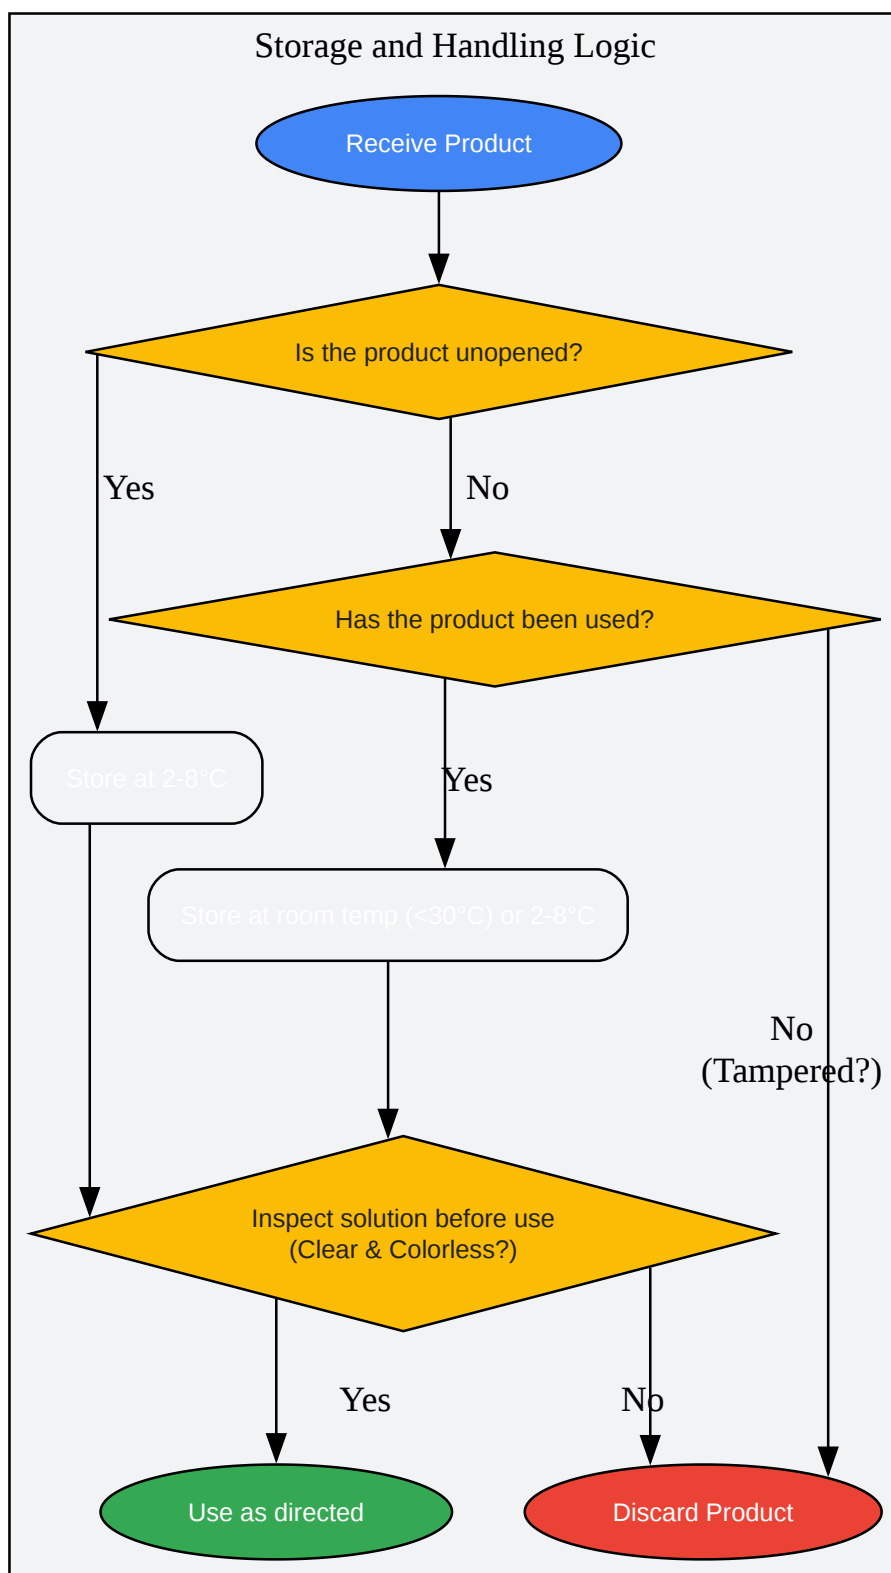 Storage and Handling Logic
Receive Product
Is the product unopened?
Yes
No
Has the product been used?
Store at 2-8°C
Yes
Store at room temp (<30°C) or 2-8°C
No
(Tampered?)
Inspect solution before use
(Clear & Colorless?)
Yes
No
Use as directed
Discard Product